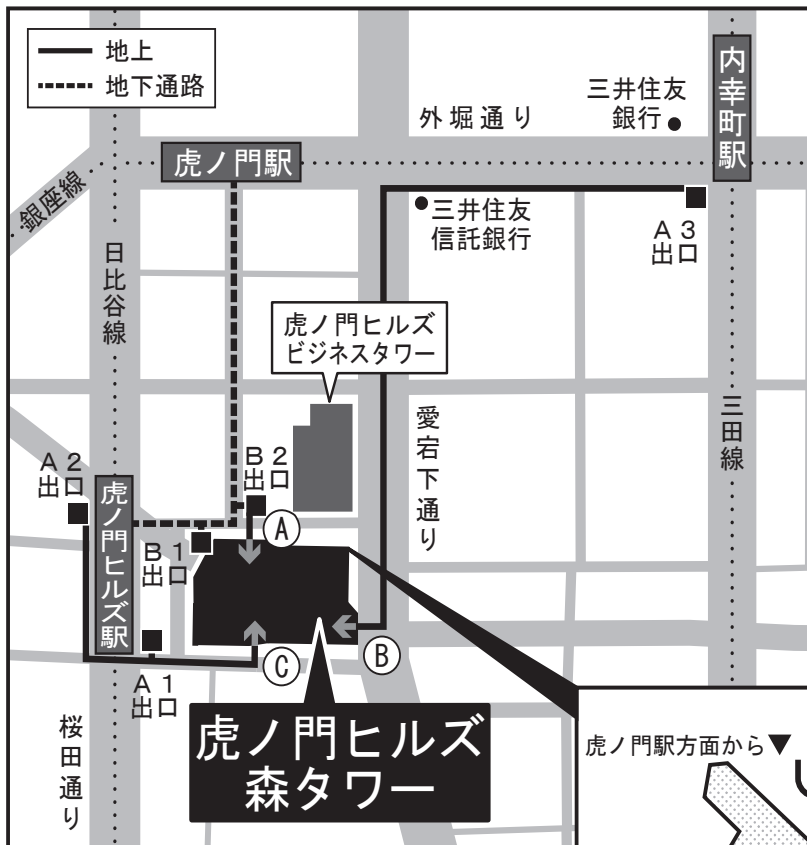 地上
地下通路
外堀通り
三井住友
銀行
内幸町駅
虎ノ門駅
銀座線
日比谷線
三井住友
信託銀行
A3
出口
虎ノ門ヒルズ
ビジネスタワー
愛宕下通り
三田線
A2
出口
B2
出口
虎ノ門ヒルズ駅
B1
出口
Ⓐ
Ⓑ
Ⓒ
A1
出口
桜田通り
虎ノ門ヒルズ
森タワー
虎ノ門駅方面から▼